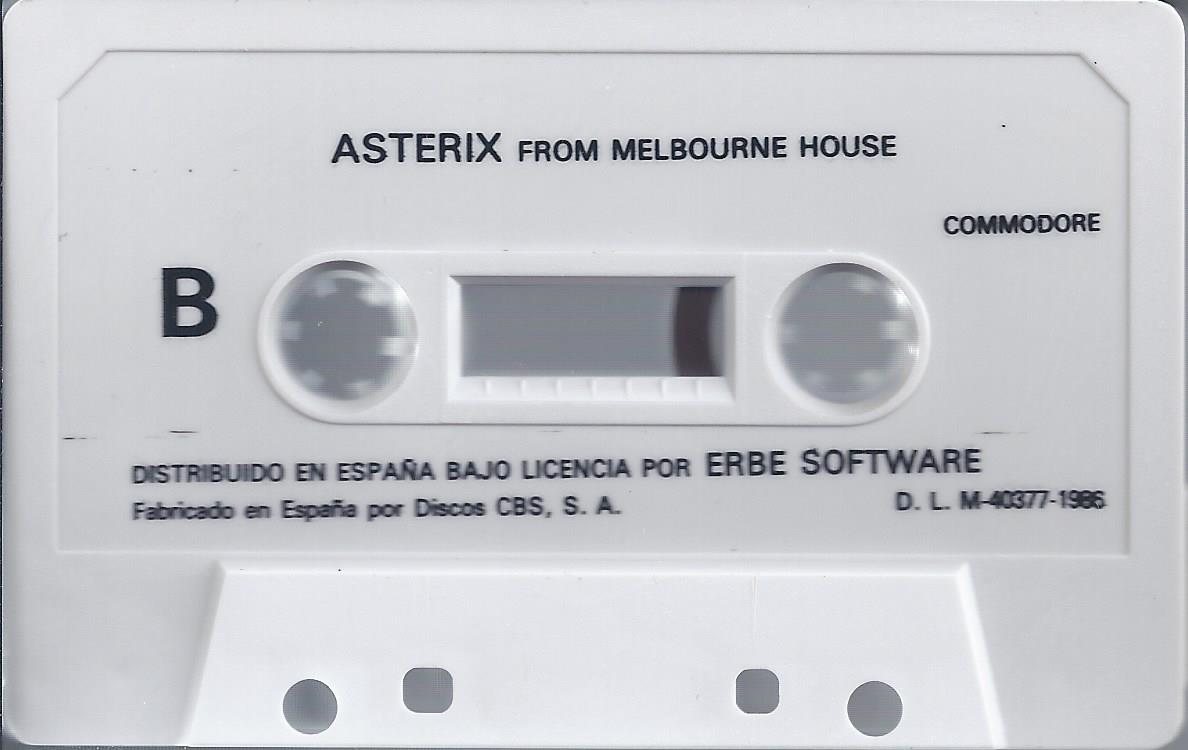 ASTERIX FROM MELBOURNE HOUSE
COMMODORE
B
DISTRIBUIDO EN ESPAÑA BAJO LICENCIA POR ERBE SOFTWARE
Fabricado en España por Discos CBS, S. A.
D. L. M-40377-1986